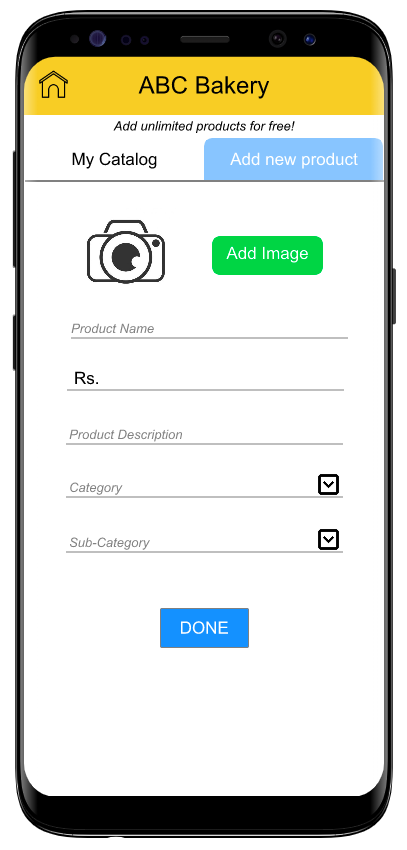 ABC Bakery
Add unlimited products for free!
My Catalog
Add new product
Add Image
Product Name
Rs.
Product Description
Category
Sub-Category
DONE